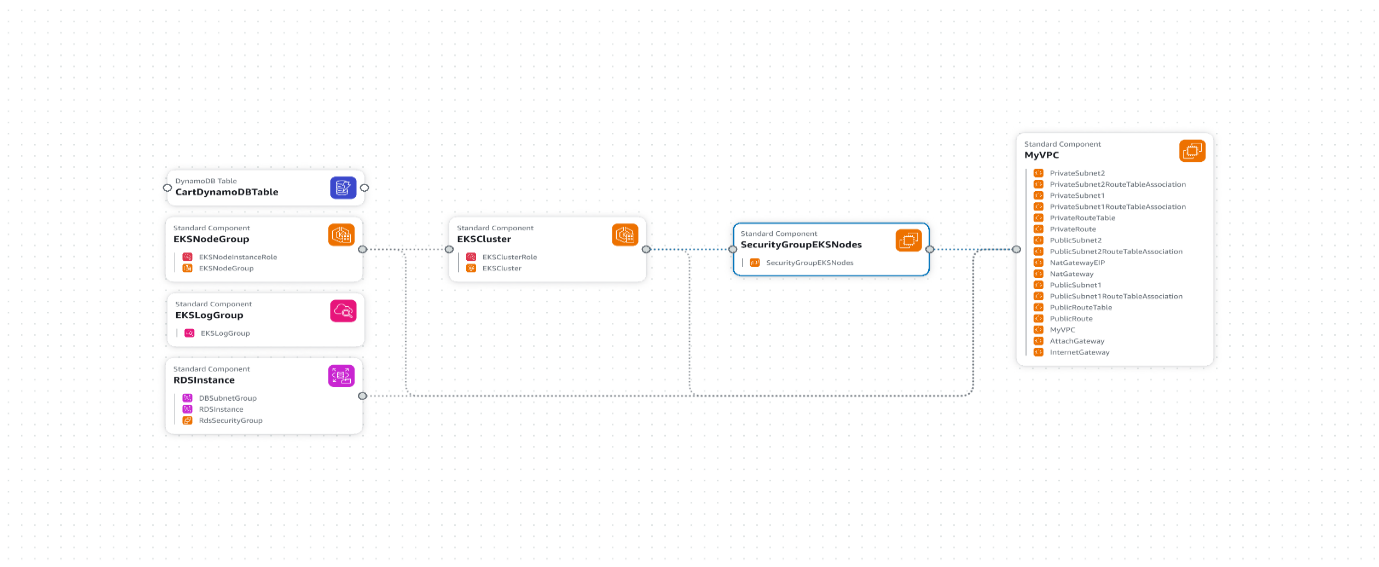 DynamoDB Table
CartDynamoDBTable
Standard Component
EKSNodeGroup
EKSNodeInstanceRole
EKSNodeGroup
Standard Component
EKSLogGroup
EKSLogGroup
Standard Component
RDSInstance
DBSubnetGroup
RDSInstance
RdsSecurityGroup
Standard Component
EKSCluster
EKSClusterRole
EKSCluster
Standard Component
SecurityGroupEKSNodes
SecurityGroupEKSNodes
Standard Component
MyVPC
PrivateSubnet2
PrivateSubnet2RouteTableAssociation
PrivateSubnet1
PrivateSubnet1RouteTableAssociation
PrivateRouteTable
PrivateRoute
PublicSubnet2
PublicSubnet2RouteTableAssociation
NatGatewayEIP
NatGateway
PublicSubnet1
PublicSubnet1RouteTableAssociation
PublicRouteTable
PublicRoute
MyVPC
AttachGateway
InternetGateway